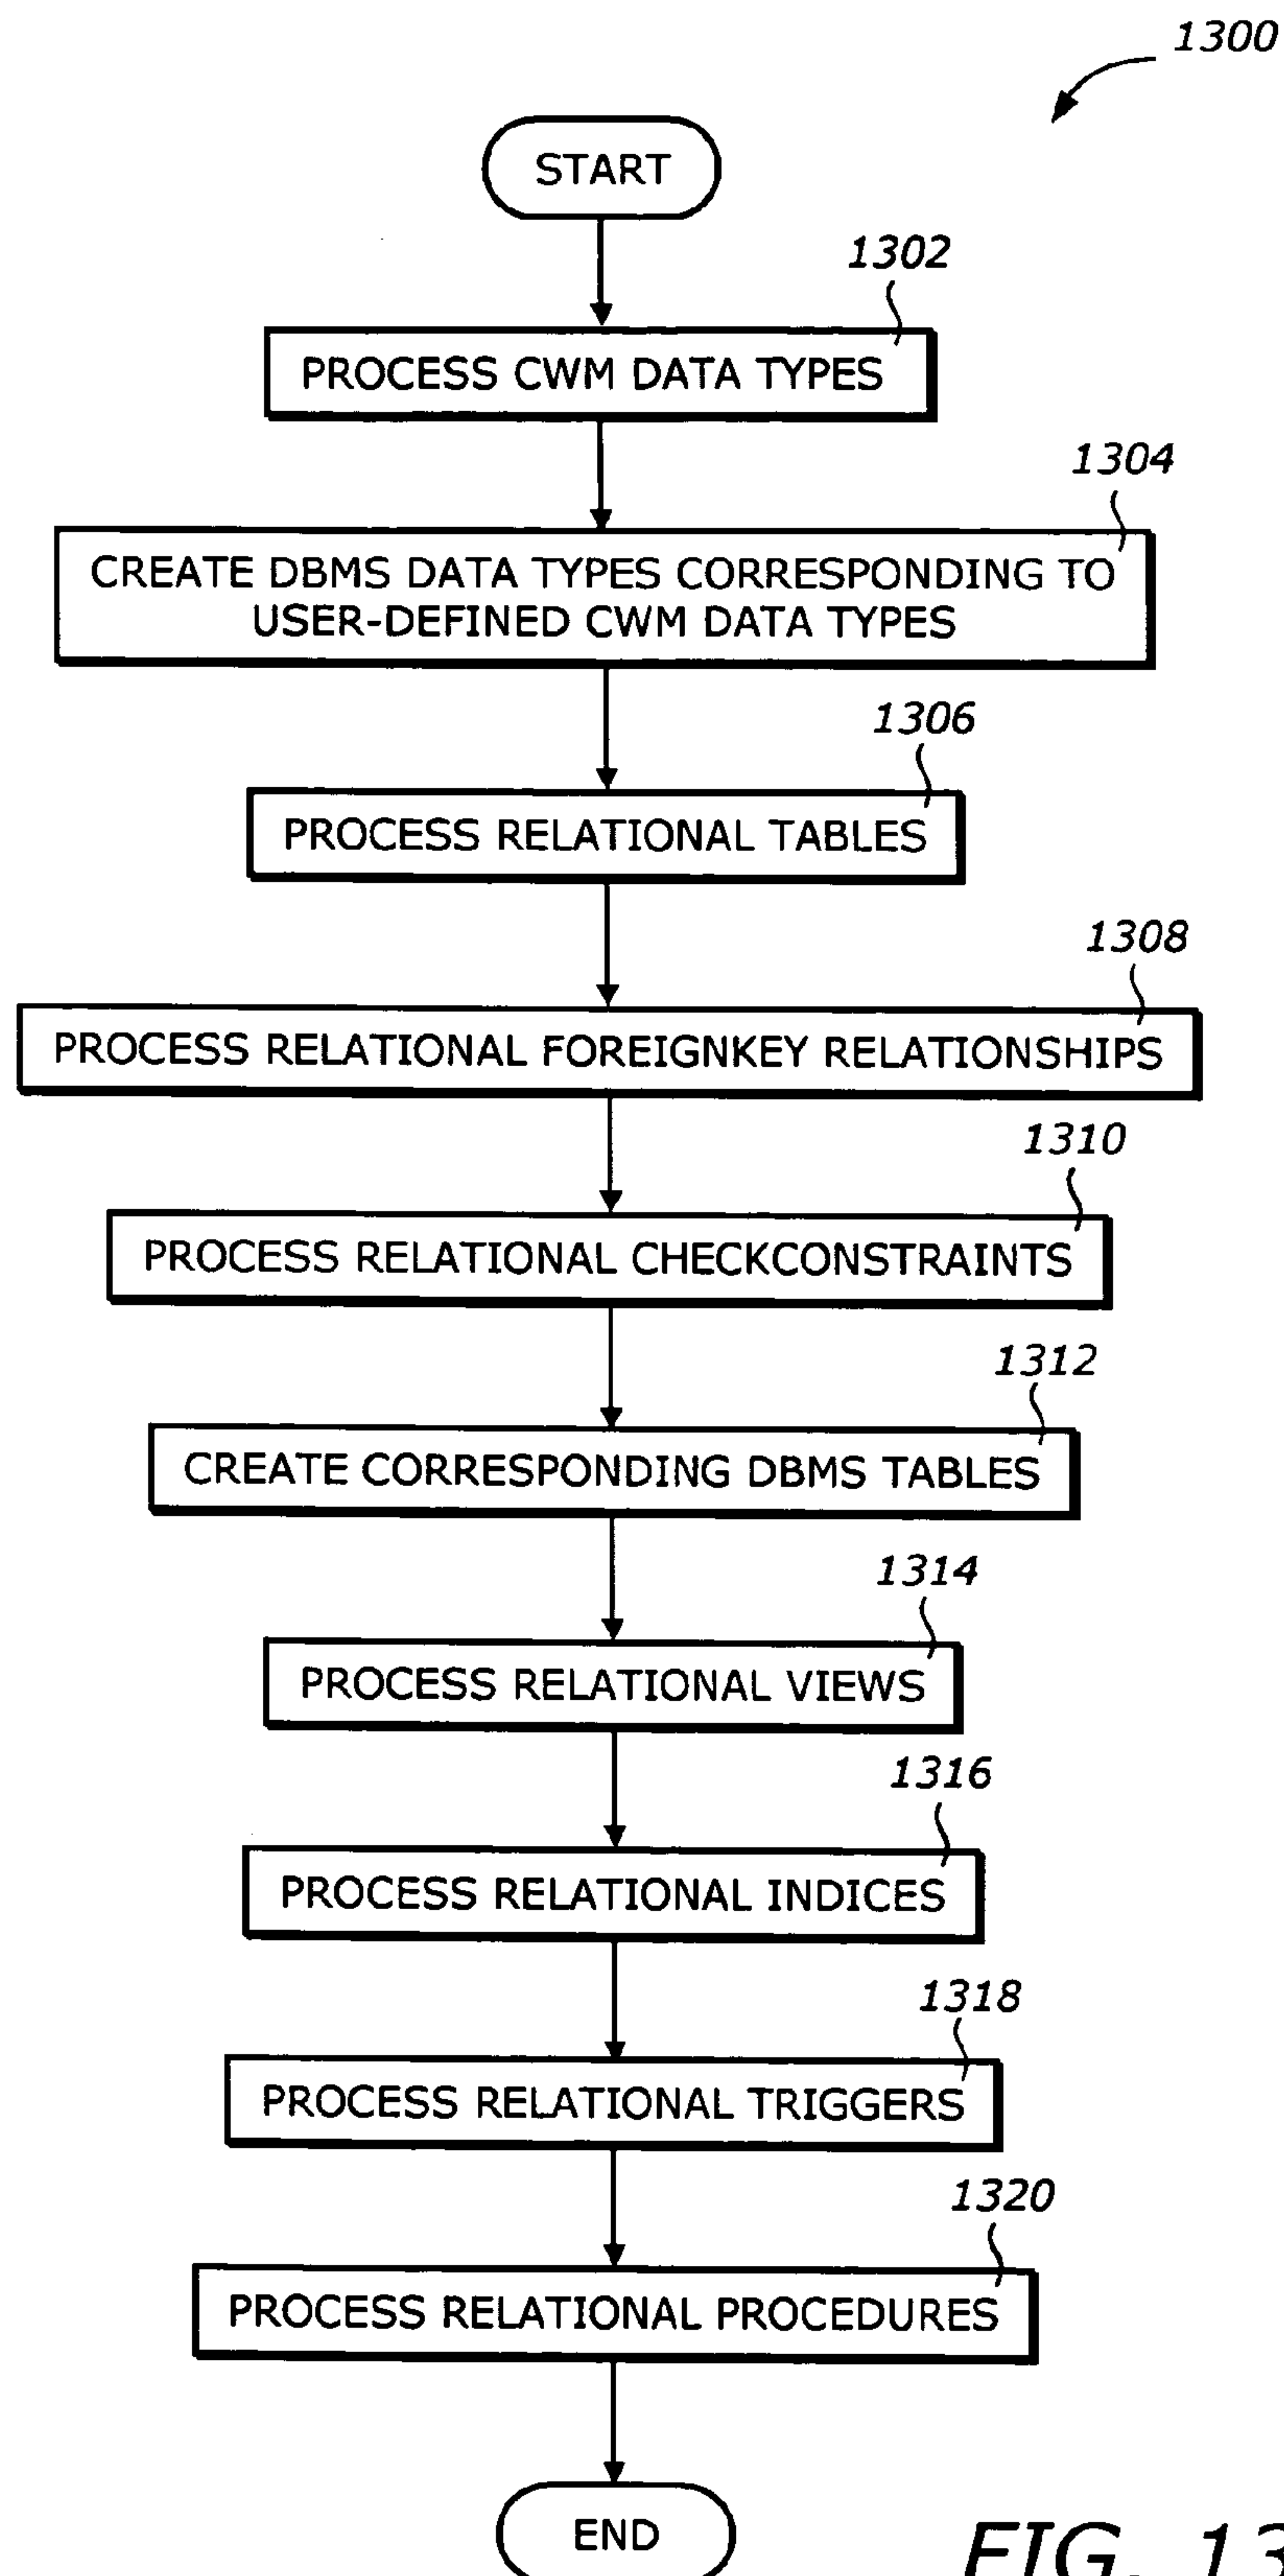 1300
START
1302
PROCESS CWM DATA TYPES
1304
CREATE DBMS DATA TYPES CORRESPONDING TO
USER-DEFINED CWM DATA TYPES
1306
PROCESS RELATIONAL TABLES
1308
PROCESS RELATIONAL FOREIGNKEY RELATIONSHIPS
1310
PROCESS RELATIONAL CHECKCONSTRAINTS
1312
CREATE CORRESPONDING DBMS TABLES
1314
PROCESS RELATIONAL VIEWS
1316
PROCESS RELATIONAL INDICES
1318
PROCESS RELATIONAL TRIGGERS
1320
PROCESS RELATIONAL PROCEDURES
END
FIG. 13